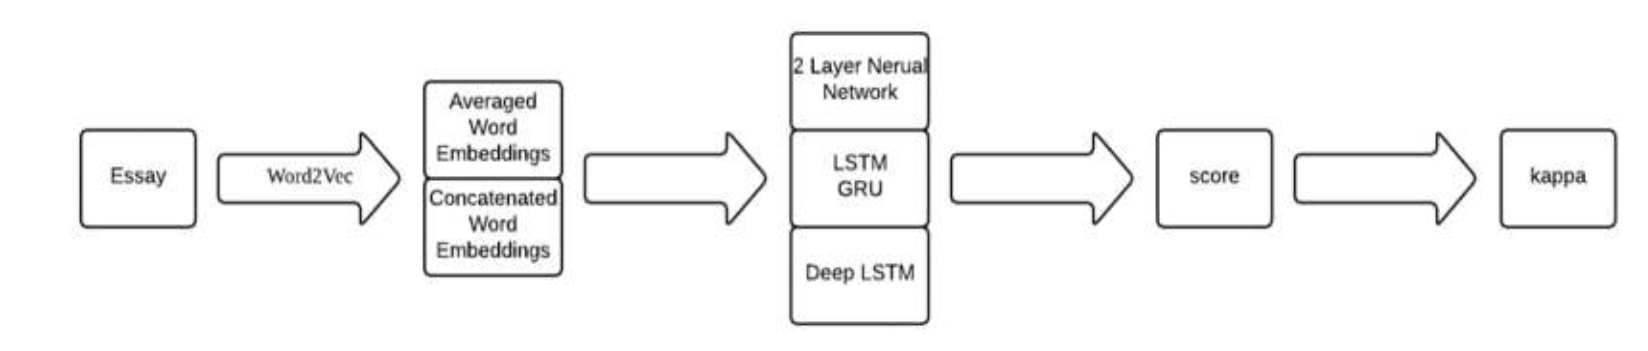 Essay
Word2Vec
Averaged
Word
Embeddings
Concatenated
Word
Embeddings
2 Layer Nerual
Network
LSTM
GRU
Deep LSTM
score
kappa